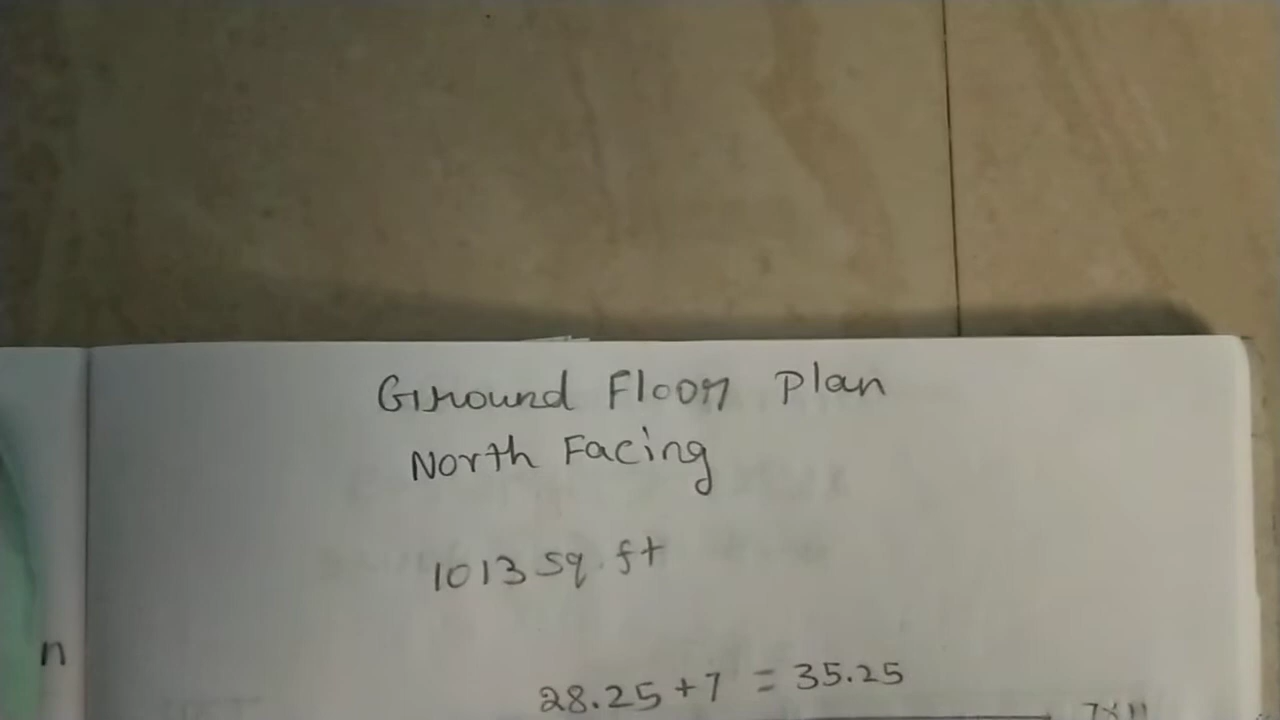 Ground Floor Plan
North Facing
1013 sq.ft
n
28.25+7 = 35.25